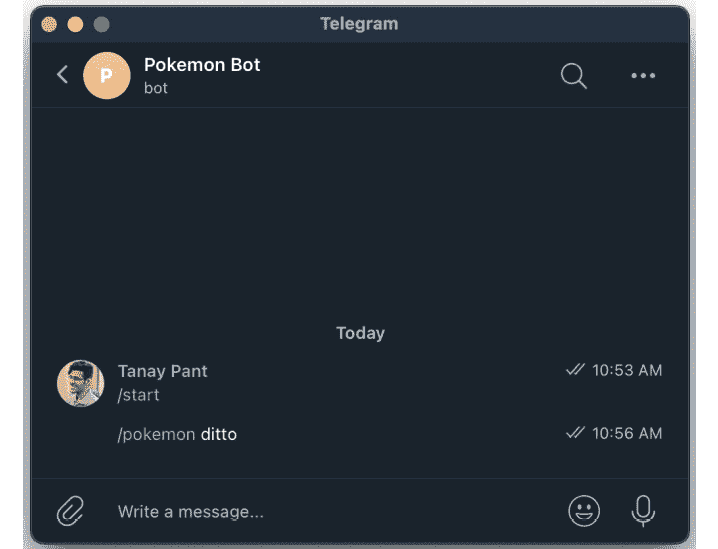 Telegram
P
Pokemon Bot
bot
Today
Tanay Pant
10:53 AM
/start
/pokemon ditto
10:56 AM
Write a message...